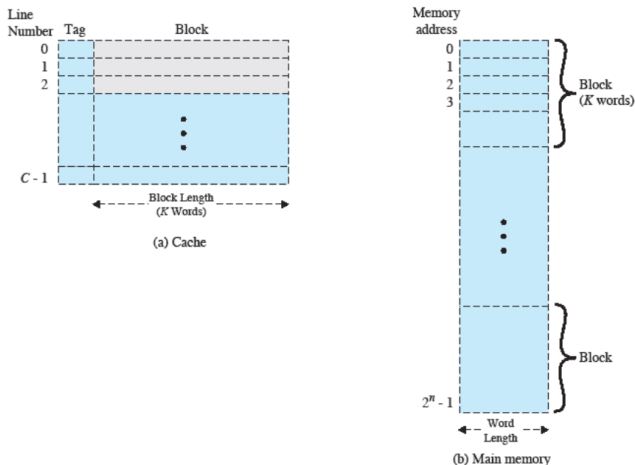 Line
Number Tag Block
0
1
2
C - 1
Block Length
(K Words)
(a) Cache
Memory
address
0
1
2
3
Block
(K words)
Block
2ⁿ - 1
Word
Length
(b) Main memory